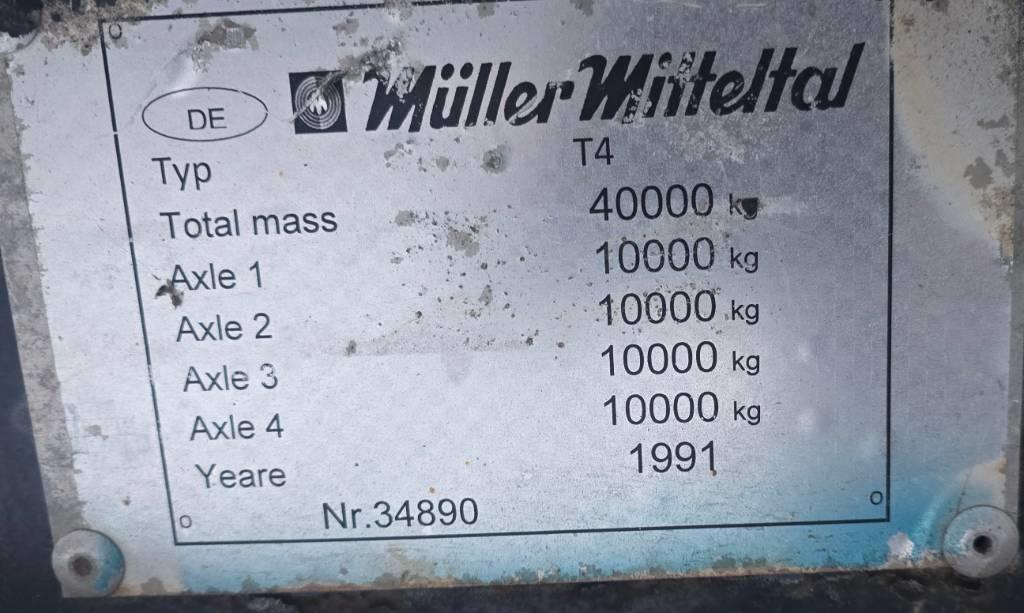 DE Müller Mitteltal
Typ T4
Total mass 40000 kg
Axle 1 10000 kg
Axle 2 10000 kg
Axle 3 10000 kg
Axle 4 10000 kg
Yeare 1991
Nr.34890